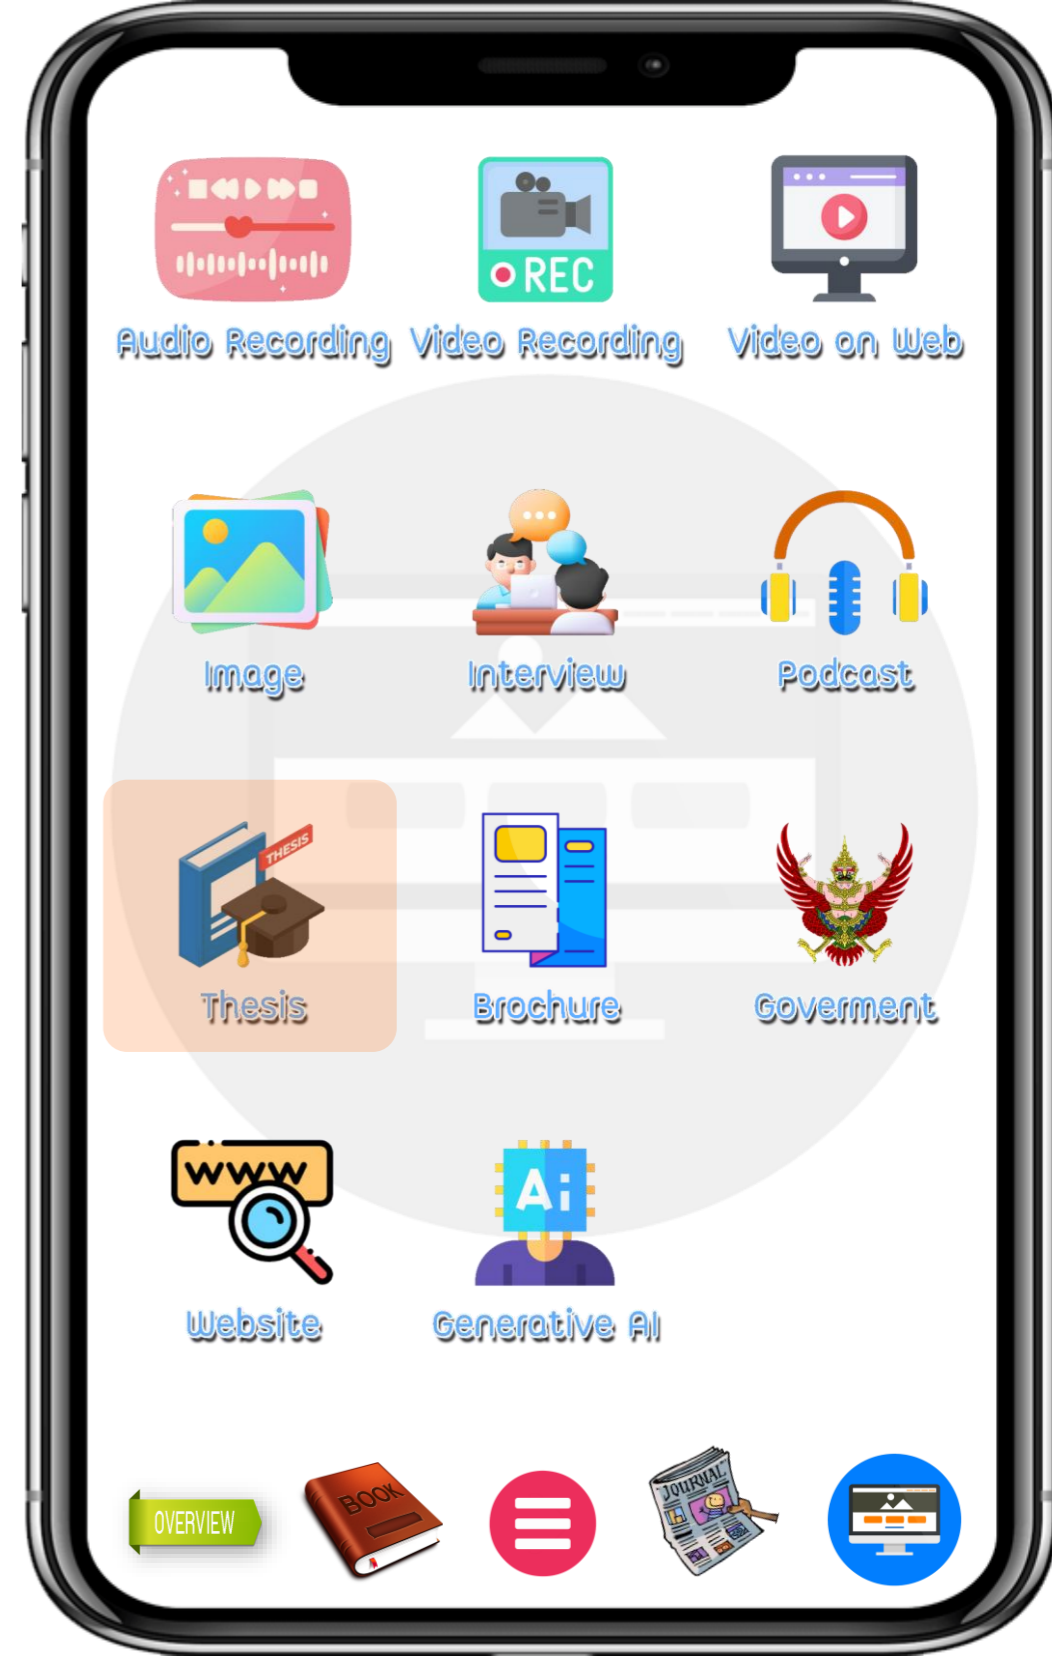 REC
Audio Recording Video Recording Video on Web
Image Interview Podcast
THESIS
Thesis Brochure Goverment
WWW
Ai
Website Generative AI
OVERVIEW
BOOK
JOURNAL